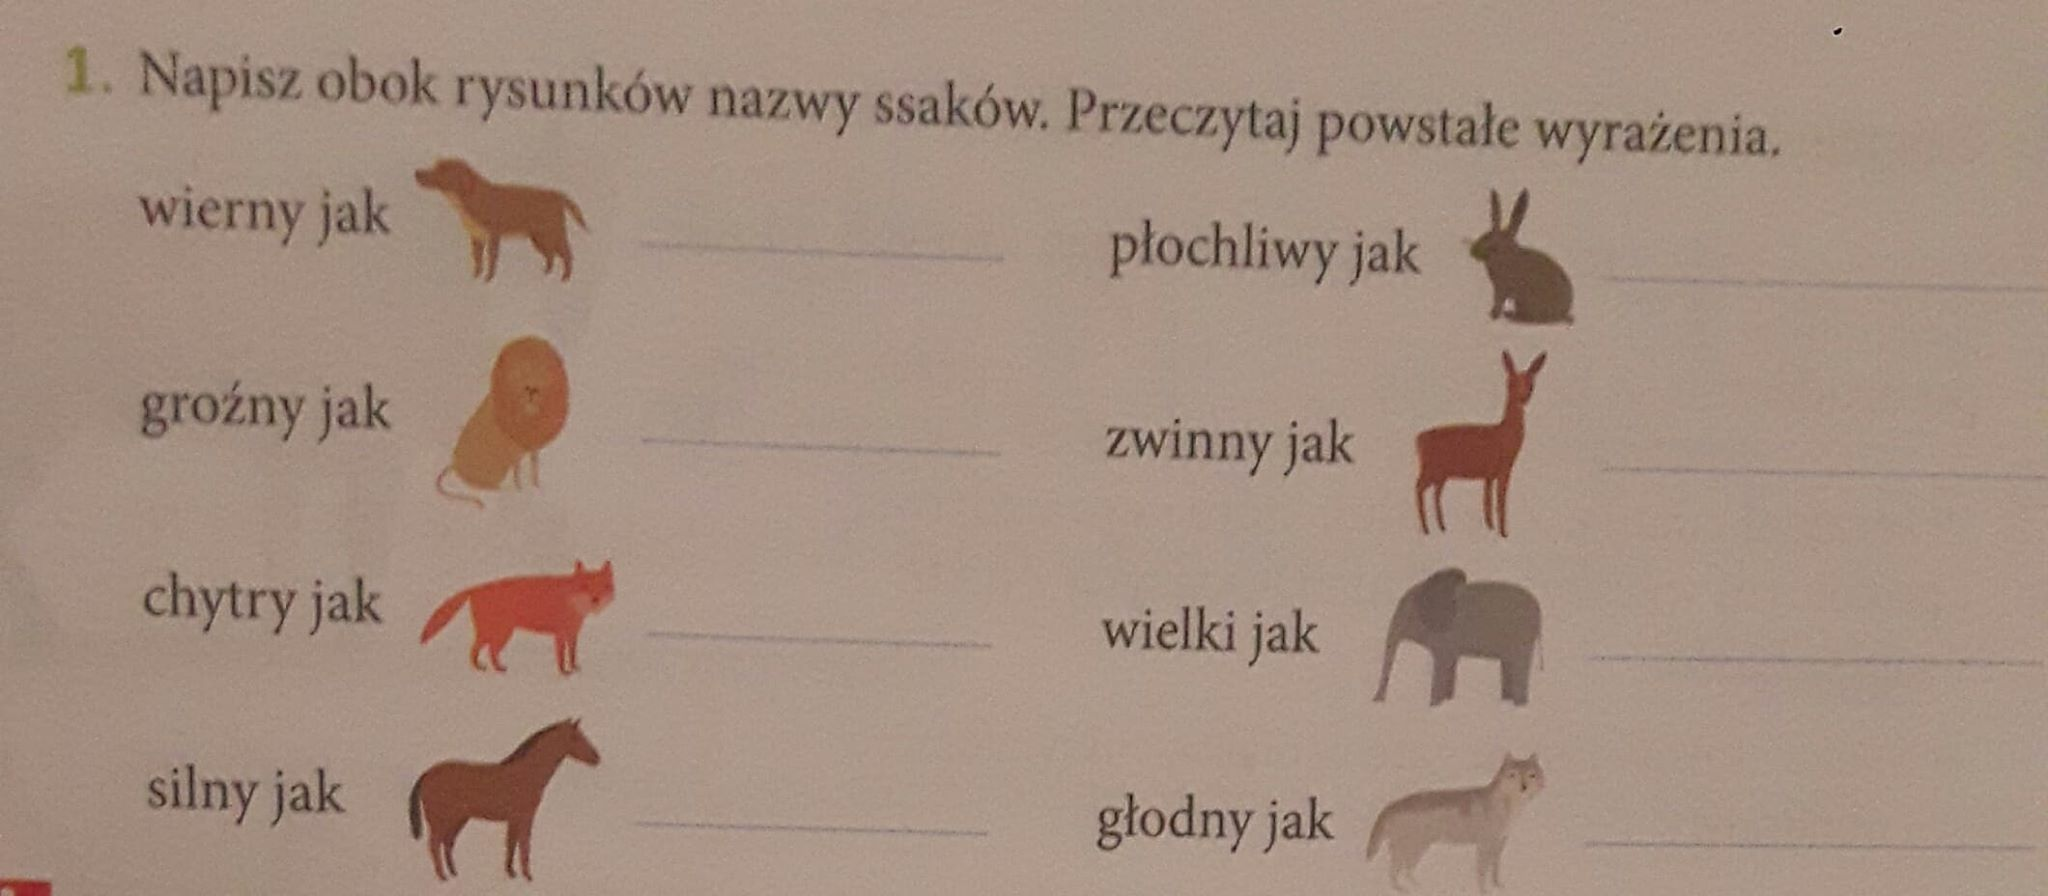 1. Napisz obok rysunków nazwy ssaków. Przeczytaj powstałe wyrażenia.
wierny jak
płochliwy jak
groźny jak
zwinny jak
chytry jak
wielki jak
silny jak
głodny jak